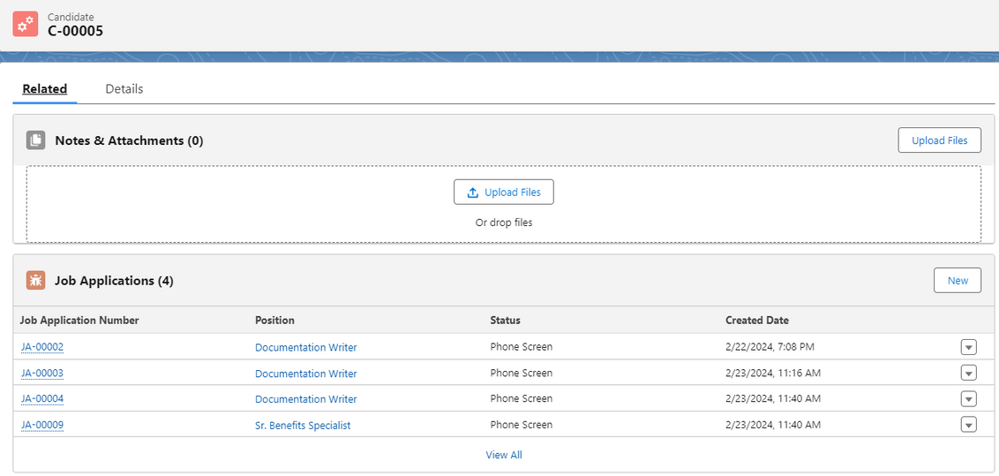 Candidate
C-00005
Related Details
Notes & Attachments (0) Upload Files
Upload Files
Or drop files
Job Applications (4) New
Job Application Number Position Status Created Date
JA-00002 Documentation Writer Phone Screen 2/22/2024, 7:08 PM
JA-00003 Documentation Writer Phone Screen 2/23/2024, 11:16 AM
JA-00004 Documentation Writer Phone Screen 2/23/2024, 11:40 AM
JA-00009 Sr. Benefits Specialist Phone Screen 2/23/2024, 11:40 AM
View All